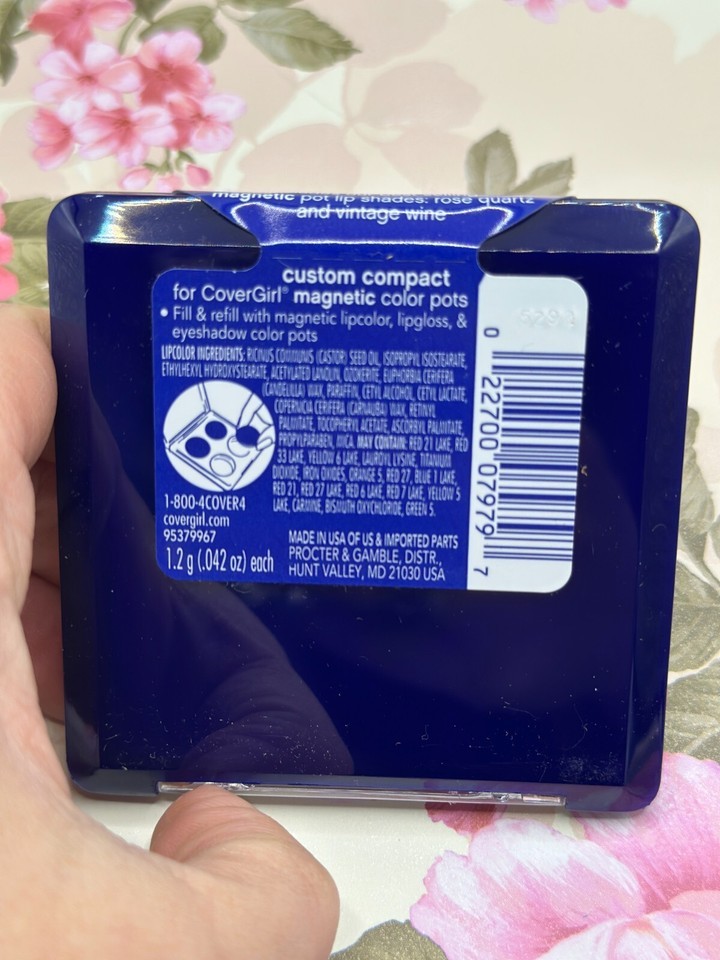 magnetic pot lip shades: rose quartz
and vintage wine
custom compact
for CoverGirl® magnetic color pots
• Fill & refill with magnetic lipcolor, lipgloss, &
eyeshadow color pots
LIPCOLOR INGREDIENTS: RICINUS COMMUNIS (CASTOR) SEED OIL, ISOPROPYL ISOSTEARATE,
ETHYLHEXYL HYDROXYSTEARATE, ACETYLATED LANOLIN, OZOKERITE, EUPHORBIA CERIFERA
(CANDELILLA) WAX, PARAFFIN, CETYL ALCOHOL, CETYL LACTATE,
COPERNICIA CERIFERA (CARNAUBA) WAX, RETINYL
PALMITATE, TOCOPHERYL ACETATE, ASCORBYL PALMITATE,
PROPYLPARABEN, MICA. MAY CONTAIN: RED 21 LAKE, RED
33 LAKE, YELLOW 6 LAKE, LAUROYL LYSINE, TITANIUM
DIOXIDE, IRON OXIDES, ORANGE 5, RED 27, BLUE 1 LAKE,
RED 21, RED 27 LAKE, RED 6 LAKE, RED 7 LAKE, YELLOW 5
LAKE, CARMINE, BISMUTH OXYCHLORIDE, GREEN 5.
1-800-4COVER4
covergirl.com
95379967
1.2 g (.042 oz) each
MADE IN USA OF US & IMPORTED PARTS
PROCTER & GAMBLE, DISTR.,
HUNT VALLEY, MD 21030 USA
0 22700 07979 7